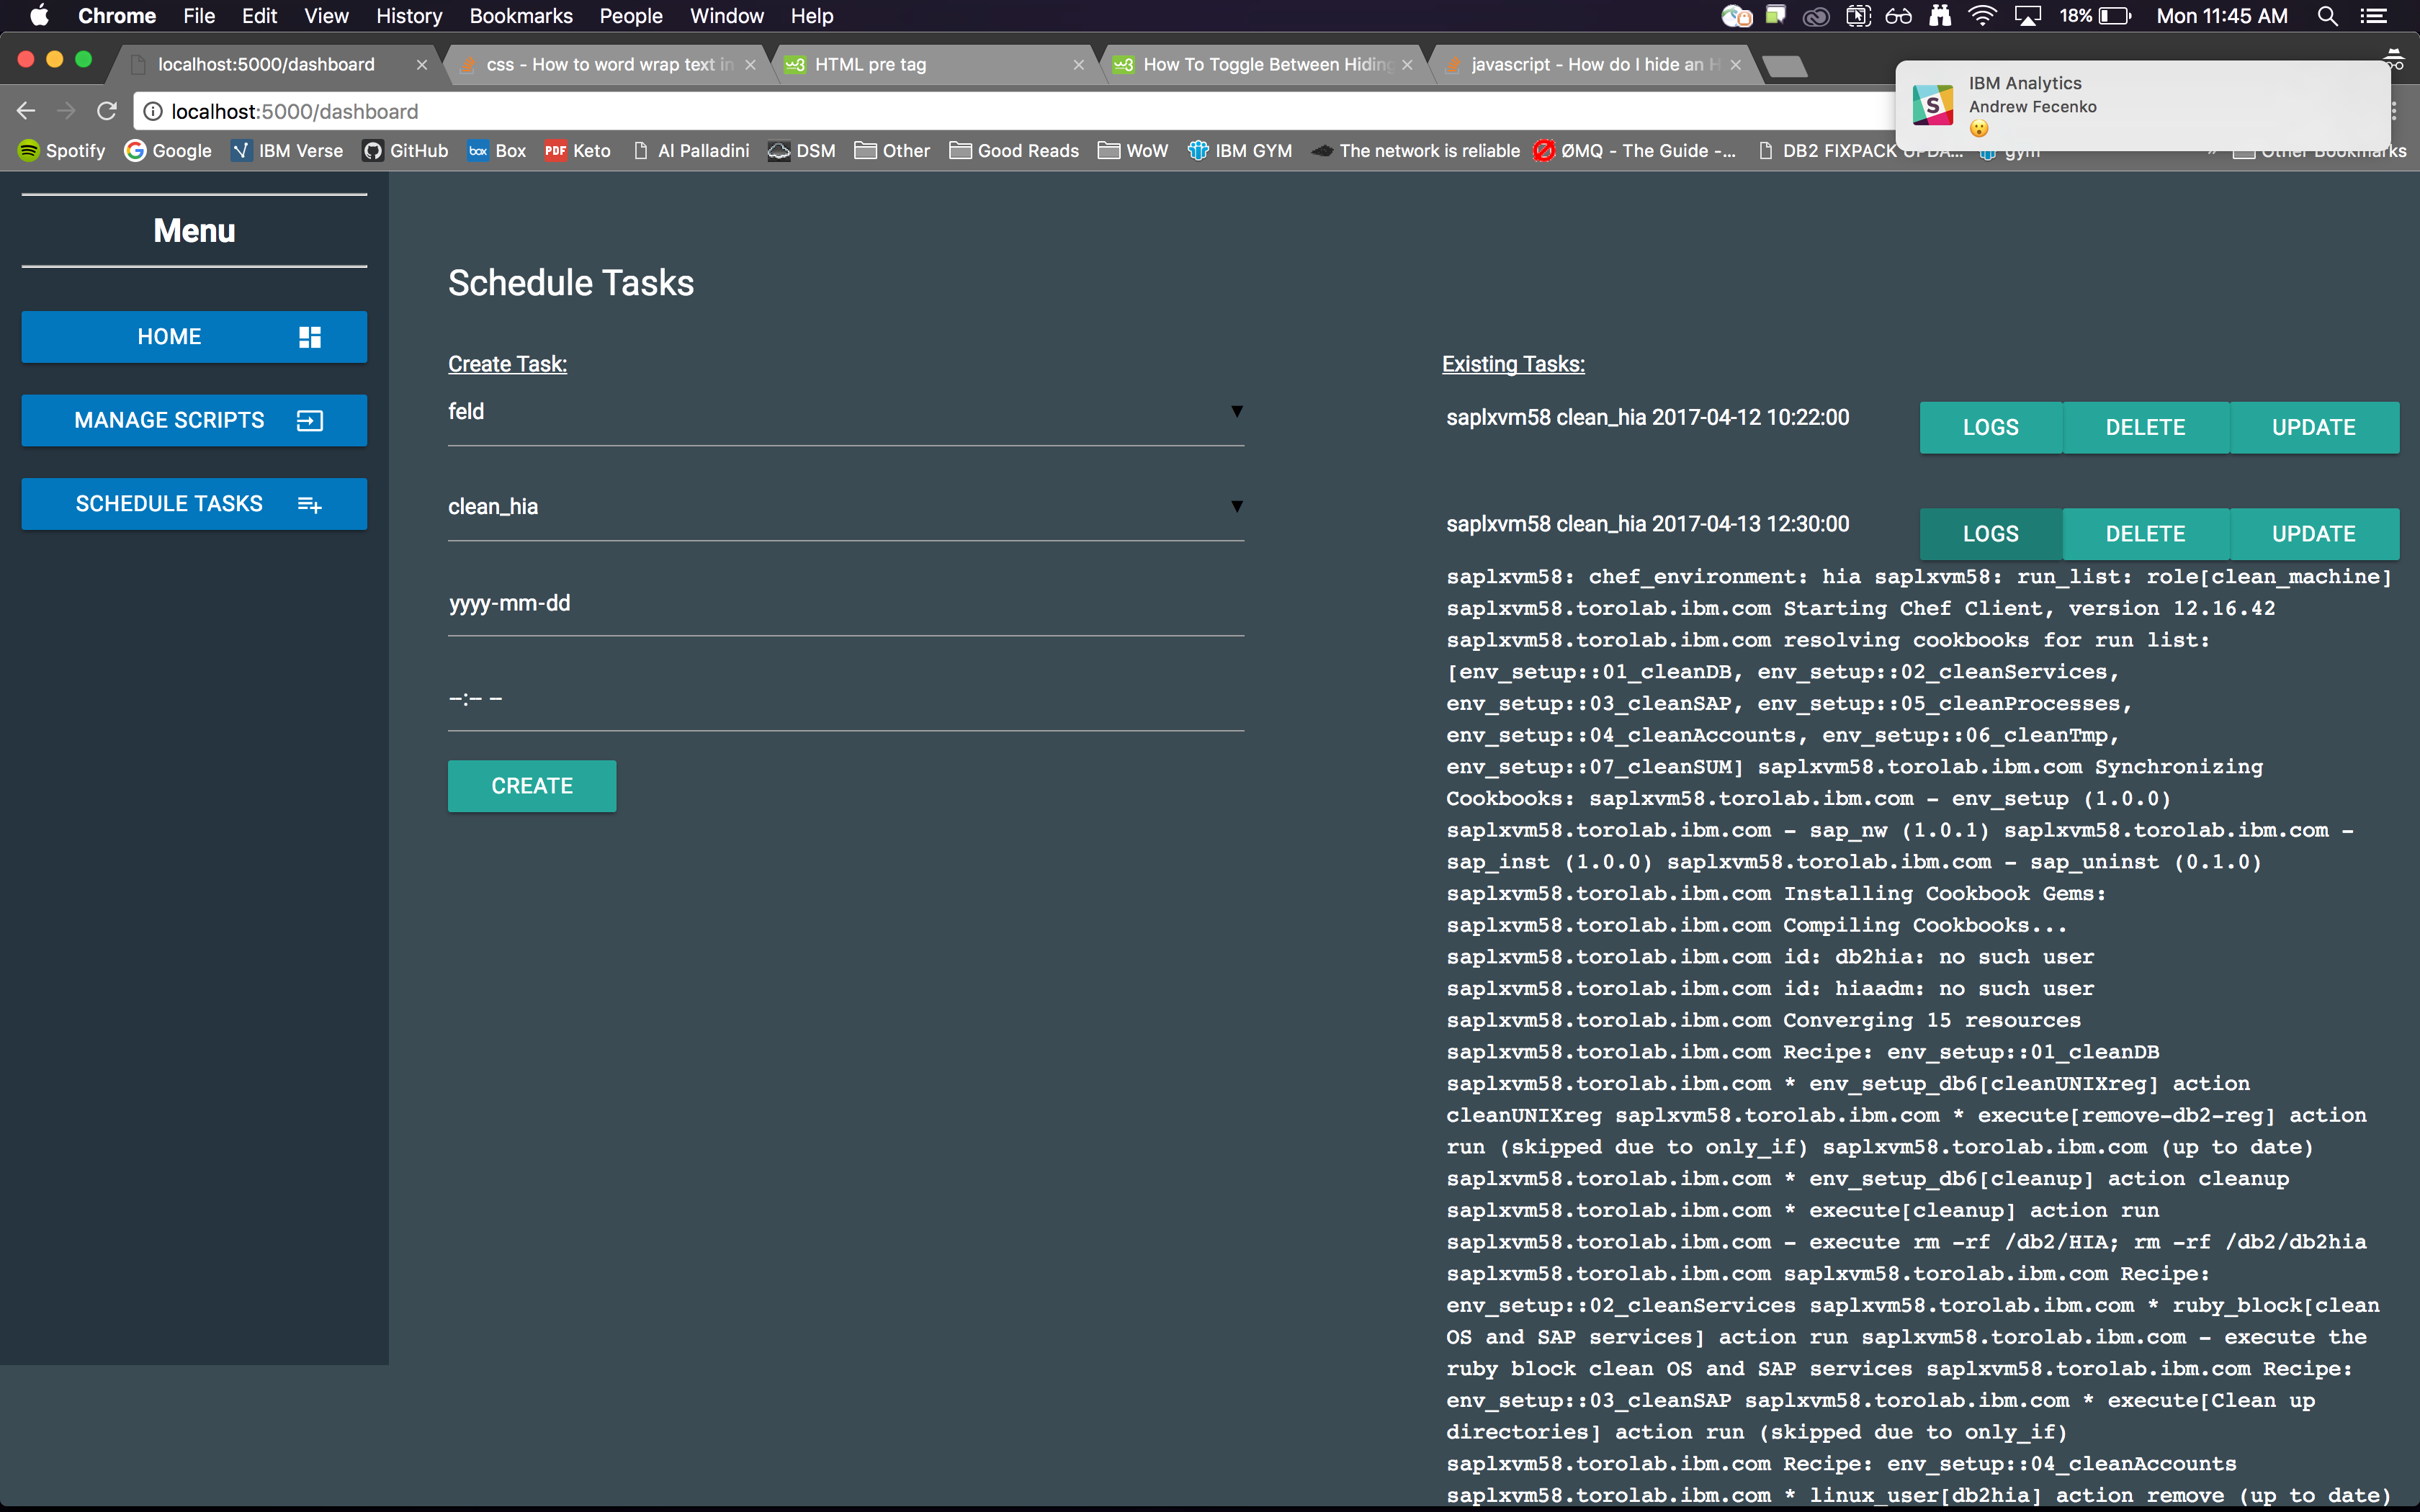 Chrome File Edit View History Bookmarks People Window Help 18% Mon 11:45 AM
localhost:5000/dashboard css - How to word wrap text in HTML pre tag How To Toggle Between Hiding javascript - How do I hide an H
localhost:5000/dashboard
IBM Analytics
Andrew Fecenko
😮
Spotify Google IBM Verse GitHub box Box PDF Keto Al Palladini DSM Other Good Reads WoW IBM GYM The network is reliable ØMQ - The Guide -... DB2 FIXPACK UPDA... gym » Other Bookmarks
Menu
HOME
MANAGE SCRIPTS
SCHEDULE TASKS
Schedule Tasks
Create Task:
feld
clean_hia
yyyy-mm-dd
--:-- --
CREATE
Existing Tasks:
saplxvm58 clean_hia 2017-04-12 10:22:00 LOGS DELETE UPDATE
saplxvm58 clean_hia 2017-04-13 12:30:00 LOGS DELETE UPDATE
saplxvm58: chef_environment: hia saplxvm58: run_list: role[clean_machine]
saplxvm58.torolab.ibm.com Starting Chef Client, version 12.16.42
saplxvm58.torolab.ibm.com resolving cookbooks for run list:
[env_setup::01_cleanDB, env_setup::02_cleanServices,
env_setup::03_cleanSAP, env_setup::05_cleanProcesses,
env_setup::04_cleanAccounts, env_setup::06_cleanTmp,
env_setup::07_cleanSUM] saplxvm58.torolab.ibm.com Synchronizing
Cookbooks: saplxvm58.torolab.ibm.com - env_setup (1.0.0)
saplxvm58.torolab.ibm.com - sap_nw (1.0.1) saplxvm58.torolab.ibm.com -
sap_inst (1.0.0) saplxvm58.torolab.ibm.com - sap_uninst (0.1.0)
saplxvm58.torolab.ibm.com Installing Cookbook Gems:
saplxvm58.torolab.ibm.com Compiling Cookbooks...
saplxvm58.torolab.ibm.com id: db2hia: no such user
saplxvm58.torolab.ibm.com id: hiaadm: no such user
saplxvm58.torolab.ibm.com Converging 15 resources
saplxvm58.torolab.ibm.com Recipe: env_setup::01_cleanDB
saplxvm58.torolab.ibm.com * env_setup_db6[cleanUNIXreg] action
cleanUNIXreg saplxvm58.torolab.ibm.com * execute[remove-db2-reg] action
run (skipped due to only_if) saplxvm58.torolab.ibm.com (up to date)
saplxvm58.torolab.ibm.com * env_setup_db6[cleanup] action cleanup
saplxvm58.torolab.ibm.com * execute[cleanup] action run
saplxvm58.torolab.ibm.com - execute rm -rf /db2/HIA; rm -rf /db2/db2hia
saplxvm58.torolab.ibm.com saplxvm58.torolab.ibm.com Recipe:
env_setup::02_cleanServices saplxvm58.torolab.ibm.com * ruby_block[clean
OS and SAP services] action run saplxvm58.torolab.ibm.com - execute the
ruby block clean OS and SAP services saplxvm58.torolab.ibm.com Recipe:
env_setup::03_cleanSAP saplxvm58.torolab.ibm.com * execute[Clean up
directories] action run (skipped due to only_if)
saplxvm58.torolab.ibm.com Recipe: env_setup::04_cleanAccounts
saplxvm58.torolab.ibm.com * linux_user[db2hia] action remove (up to date)